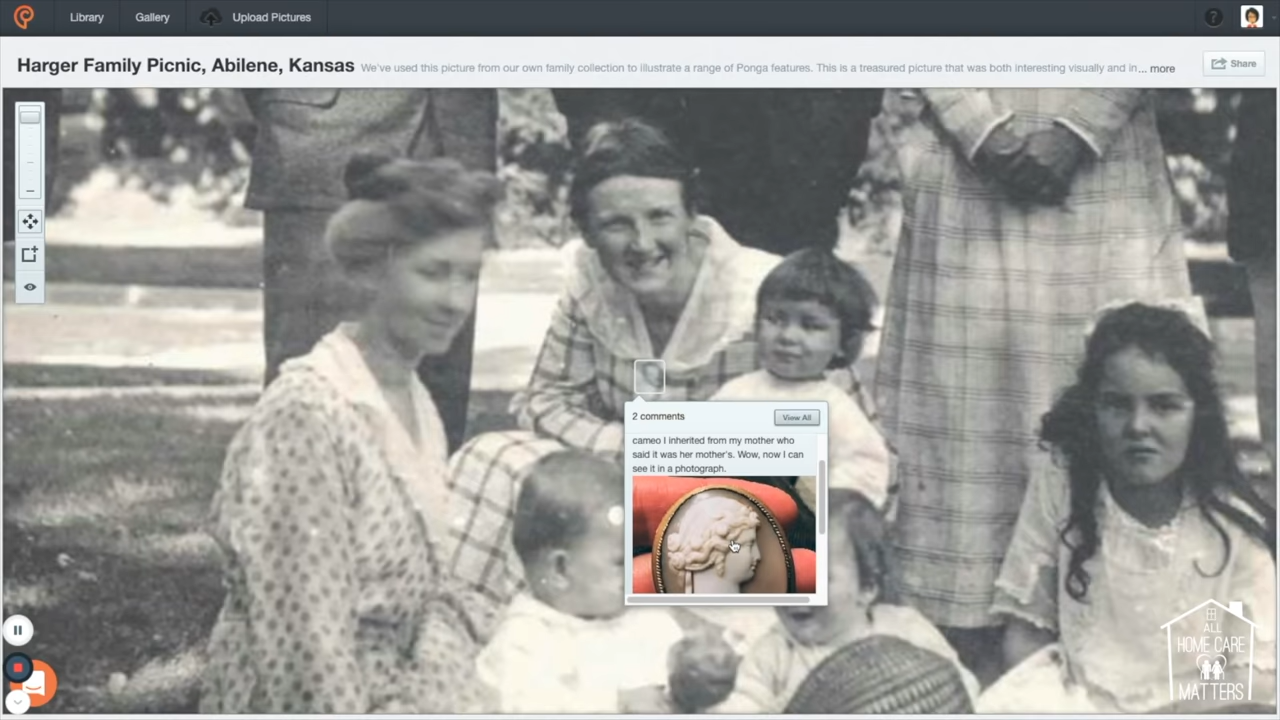 Library
Gallery
Upload Pictures
?
Harger Family Picnic, Abilene, Kansas
We've used this picture from our own family collection to illustrate a range of Ponga features. This is a treasured picture that was both interesting visually and in... more
Share
2 comments
View All
cameo I inherited from my mother who
said it was her mother's. Wow, now I can
see it in a photograph.
ALL
HOME CARE
MATTERS